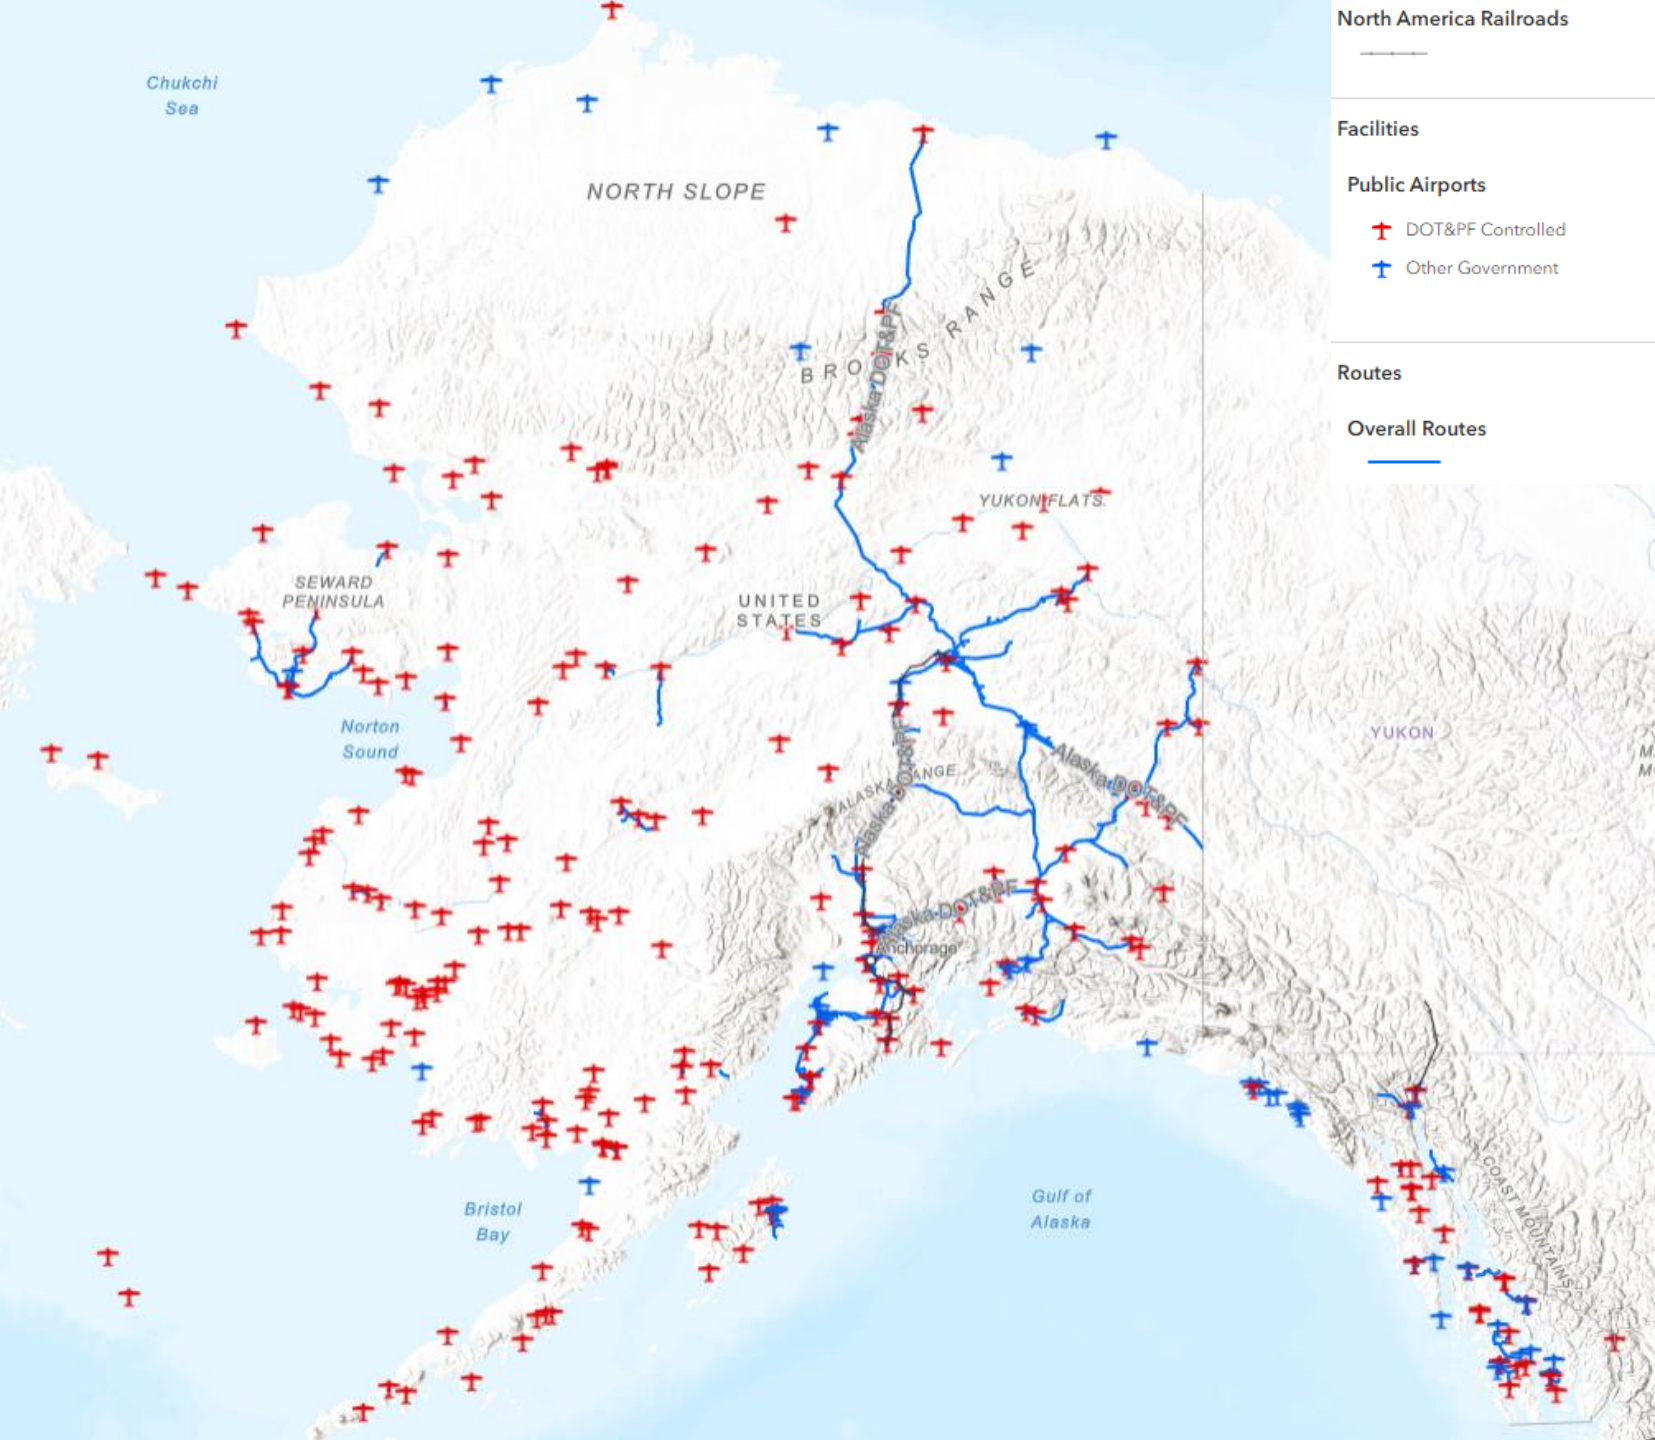 North America Railroads
Facilities
Public Airports
DOT&PF Controlled
Other Government
Routes
Overall Routes
Chukchi
Sea
NORTH SLOPE
BROOKS RANGE
Alaska DOT&PF
YUKON FLATS
SEWARD
PENINSULA
UNITED
STATES
Norton
Sound
YUKON
Alaska DOT&PF
Alaska DOT&PF
ALASKA RANGE
Alaska DOT&PF
Anchorage
Bristol
Bay
Gulf of
Alaska
COAST MOUNTAINS